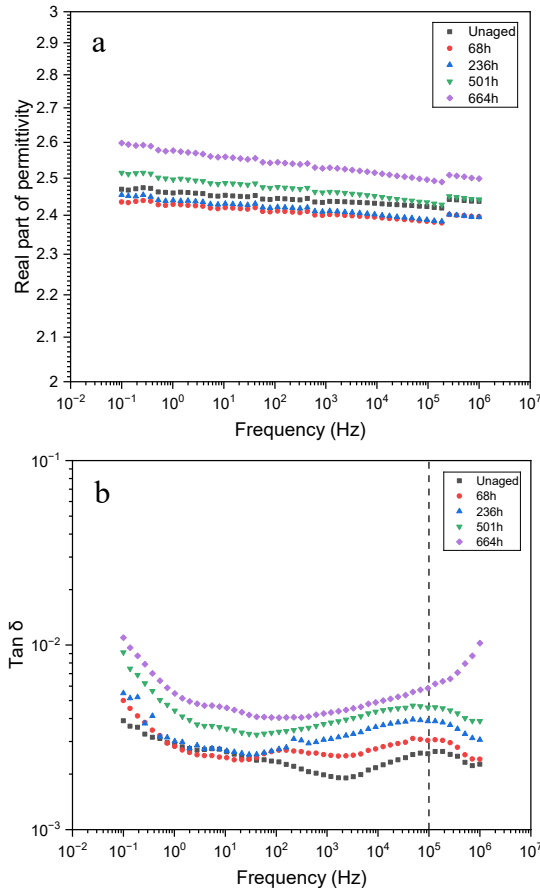 a
Unaged
68h
236h
501h
664h
Real part of permittivity
3
2.9
2.8
2.7
2.6
2.5
2.4
2.3
2.2
2.1
2
10⁻² 10⁻¹ 10⁰ 10¹ 10² 10³ 10⁴ 10⁵ 10⁶ 10⁷
Frequency (Hz)
b
Unaged
68h
236h
501h
664h
Tan δ
10⁻¹
10⁻²
10⁻³
10⁻² 10⁻¹ 10⁰ 10¹ 10² 10³ 10⁴ 10⁵ 10⁶ 10⁷
Frequency (Hz)